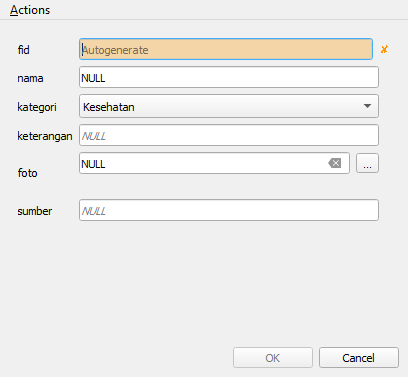 Actions
fid Autogenerate
nama NULL
kategori Kesehatan
keterangan NULL
foto NULL ...
sumber NULL
OK Cancel